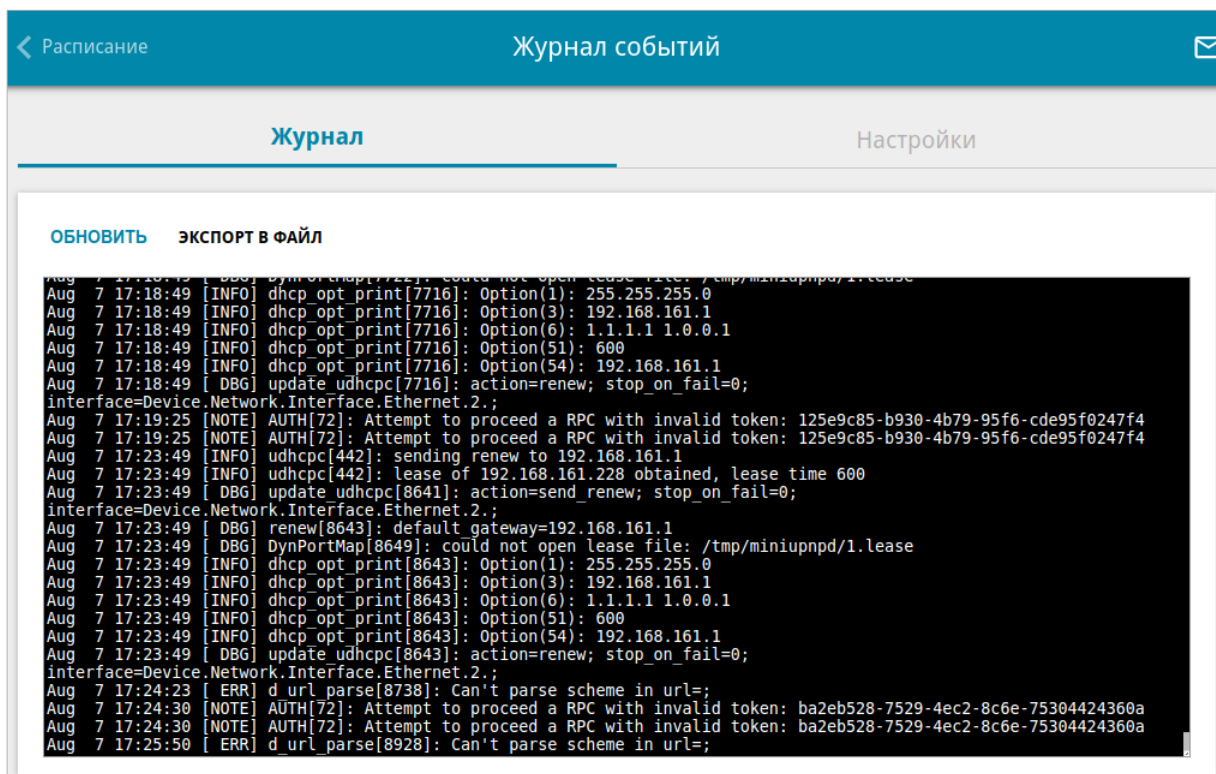 Расписание
Журнал событий
Журнал
Настройки
ОБНОВИТЬ
ЭКСПОРТ В ФАЙЛ
Aug  7 17:18:49 [ DBG] DynPortMap[7722]: could not open lease file: /tmp/miniupnpd/1.lease
Aug  7 17:18:49 [INFO] dhcp_opt_print[7716]: Option(1): 255.255.255.0
Aug  7 17:18:49 [INFO] dhcp_opt_print[7716]: Option(3): 192.168.161.1
Aug  7 17:18:49 [INFO] dhcp_opt_print[7716]: Option(6): 1.1.1.1 1.0.0.1
Aug  7 17:18:49 [INFO] dhcp_opt_print[7716]: Option(51): 600
Aug  7 17:18:49 [INFO] dhcp_opt_print[7716]: Option(54): 192.168.161.1
Aug  7 17:18:49 [ DBG] update_udhcpc[7716]: action=renew; stop_on_fail=0;
interface=Device.Network.Interface.Ethernet.2.;
Aug  7 17:19:25 [NOTE] AUTH[72]: Attempt to proceed a RPC with invalid token: 125e9c85-b930-4b79-95f6-cde95f0247f4
Aug  7 17:19:25 [NOTE] AUTH[72]: Attempt to proceed a RPC with invalid token: 125e9c85-b930-4b79-95f6-cde95f0247f4
Aug  7 17:23:49 [INFO] udhcpc[442]: sending renew to 192.168.161.1
Aug  7 17:23:49 [INFO] udhcpc[442]: lease of 192.168.161.228 obtained, lease time 600
Aug  7 17:23:49 [ DBG] update_udhcpc[8641]: action=send_renew; stop_on_fail=0;
interface=Device.Network.Interface.Ethernet.2.;
Aug  7 17:23:49 [ DBG] renew[8643]: default_gateway=192.168.161.1
Aug  7 17:23:49 [ DBG] DynPortMap[8649]: could not open lease file: /tmp/miniupnpd/1.lease
Aug  7 17:23:49 [INFO] dhcp_opt_print[8643]: Option(1): 255.255.255.0
Aug  7 17:23:49 [INFO] dhcp_opt_print[8643]: Option(3): 192.168.161.1
Aug  7 17:23:49 [INFO] dhcp_opt_print[8643]: Option(6): 1.1.1.1 1.0.0.1
Aug  7 17:23:49 [INFO] dhcp_opt_print[8643]: Option(51): 600
Aug  7 17:23:49 [INFO] dhcp_opt_print[8643]: Option(54): 192.168.161.1
Aug  7 17:23:49 [ DBG] update_udhcpc[8643]: action=renew; stop_on_fail=0;
interface=Device.Network.Interface.Ethernet.2.;
Aug  7 17:24:23 [ ERR] d_url_parse[8738]: Can't parse scheme in url=;
Aug  7 17:24:30 [NOTE] AUTH[72]: Attempt to proceed a RPC with invalid token: ba2eb528-7529-4ec2-8c6e-75304424360a
Aug  7 17:24:30 [NOTE] AUTH[72]: Attempt to proceed a RPC with invalid token: ba2eb528-7529-4ec2-8c6e-75304424360a
Aug  7 17:25:50 [ ERR] d_url_parse[8928]: Can't parse scheme in url=;